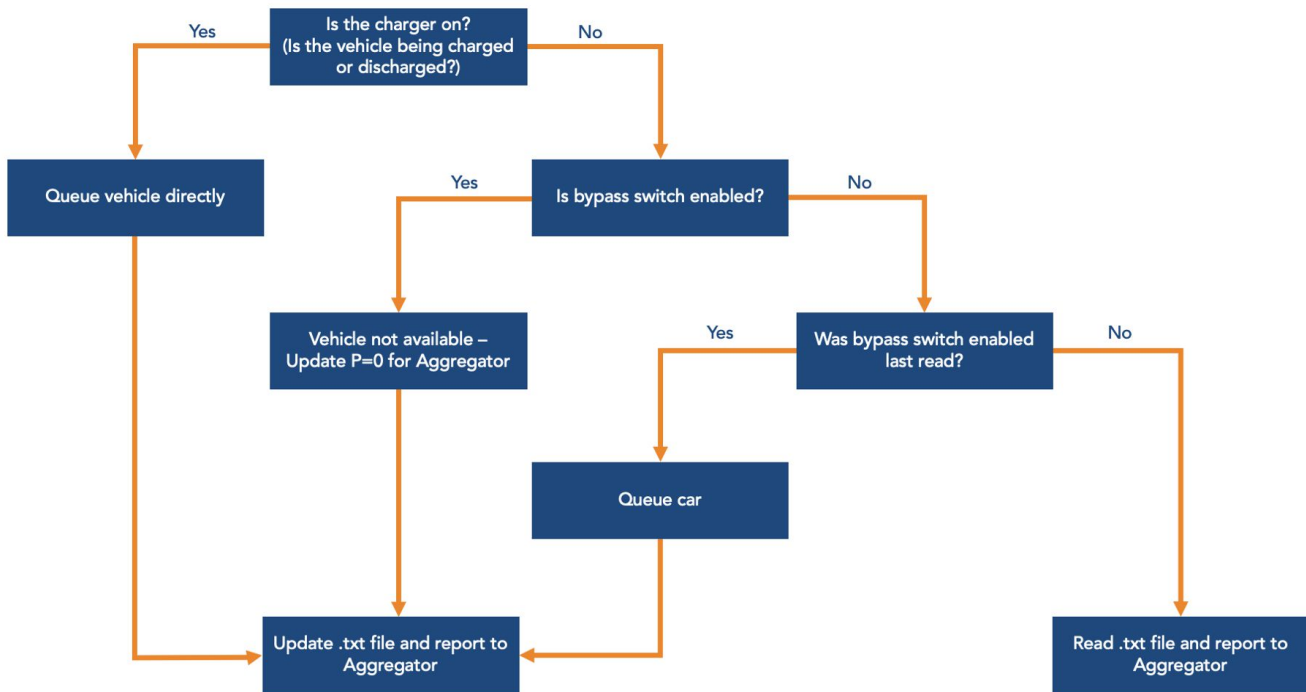 Is the charger on?
(Is the vehicle being charged
or discharged?)
Yes
No
Queue vehicle directly
Yes
Is bypass switch enabled?
No
Vehicle not available –
Update P=0 for Aggregator
Yes
Was bypass switch enabled
last read?
No
Queue car
Update .txt file and report to
Aggregator
Read .txt file and report to
Aggregator